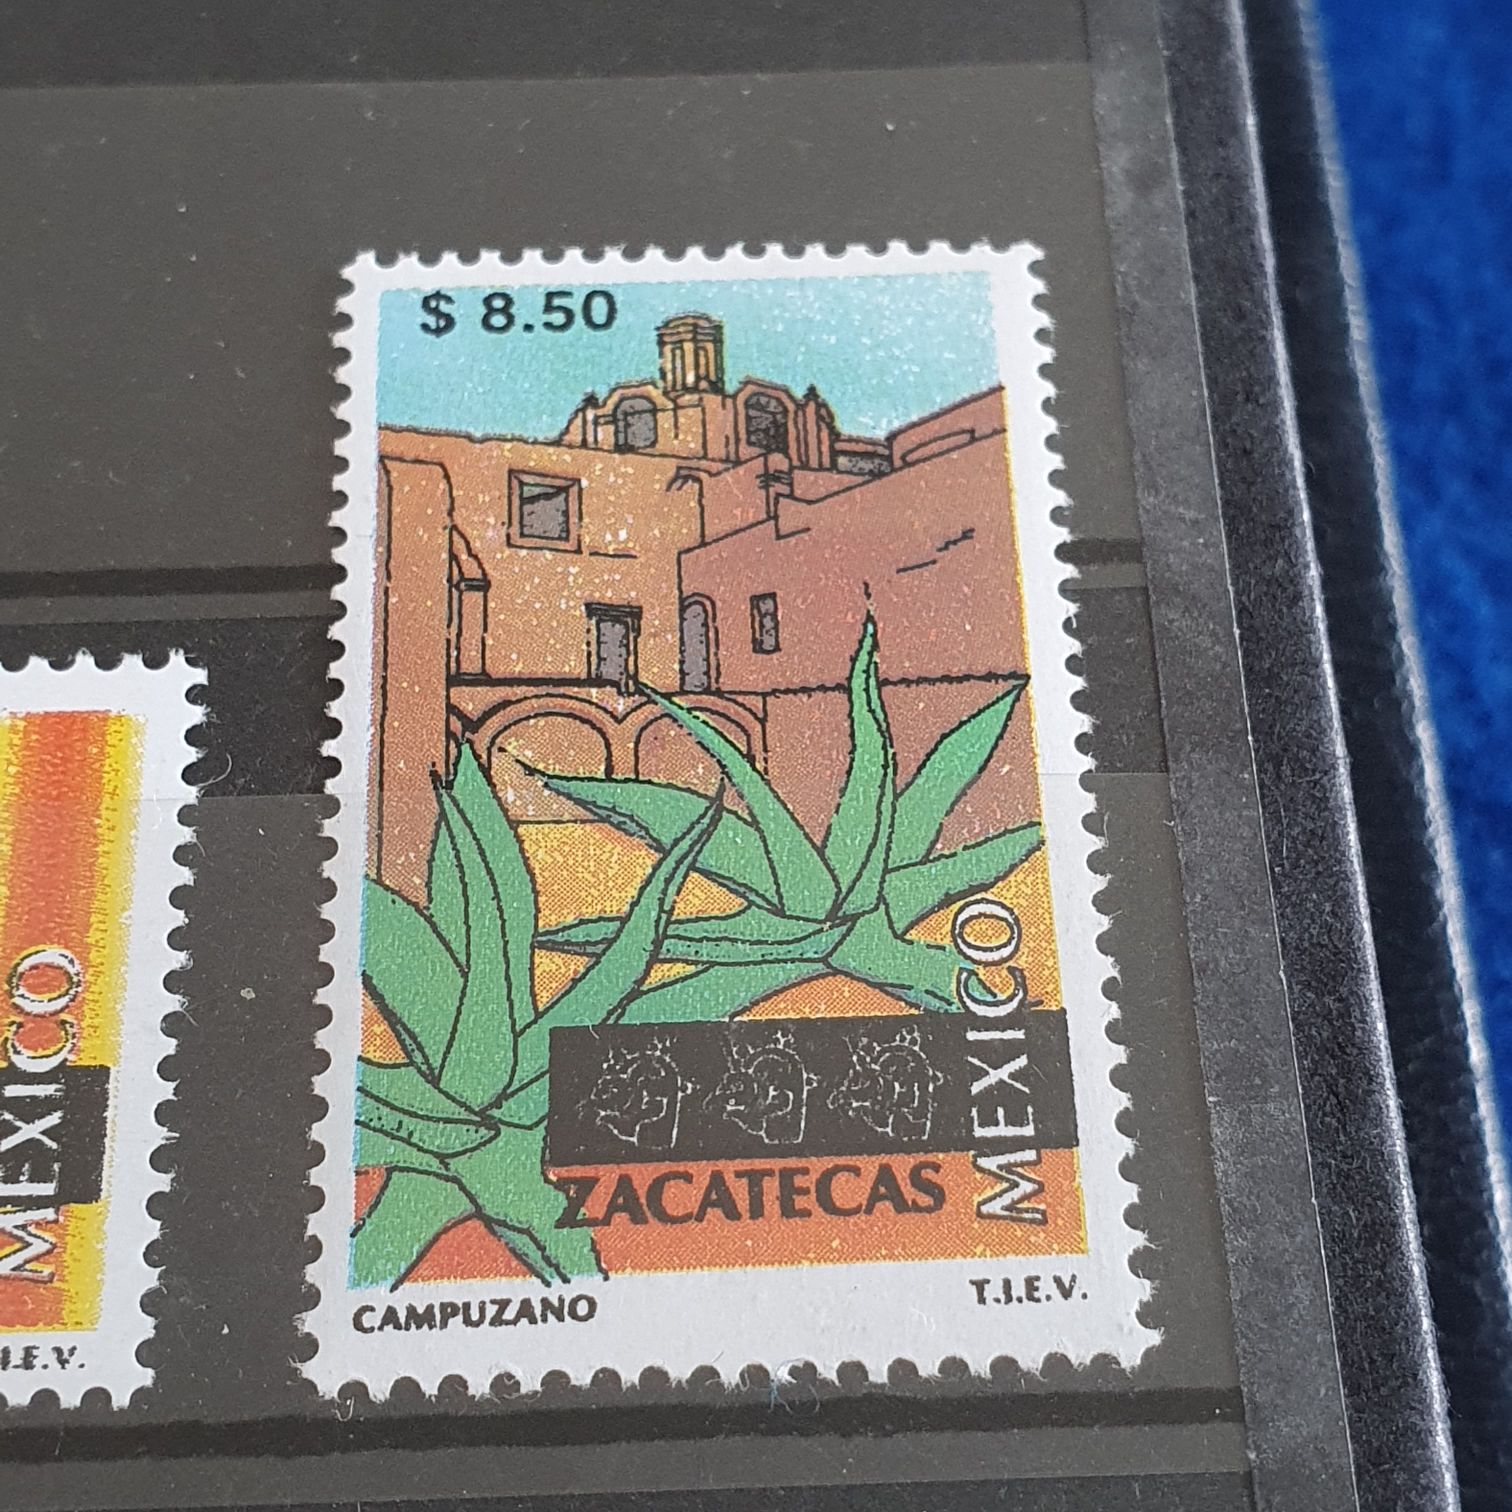 $ 8.50
MEXICO
ZACATECAS
CAMPUZANO
T.I.E.V.
MEXICO
I.E.V.